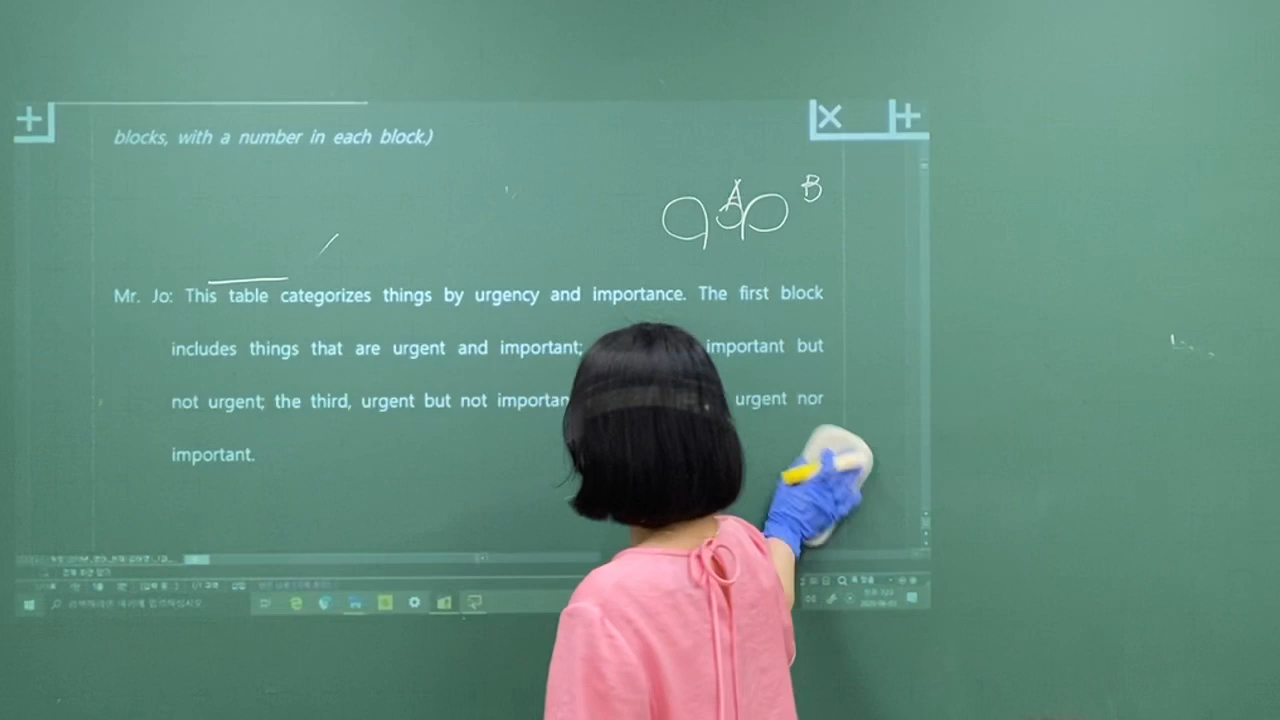 blocks, with a number in each block.)
A B
Mr. Jo: This table categorizes things by urgency and importance. The first block
includes things that are urgent and important; important but
not urgent; the third, urgent but not importan urgent nor
important.